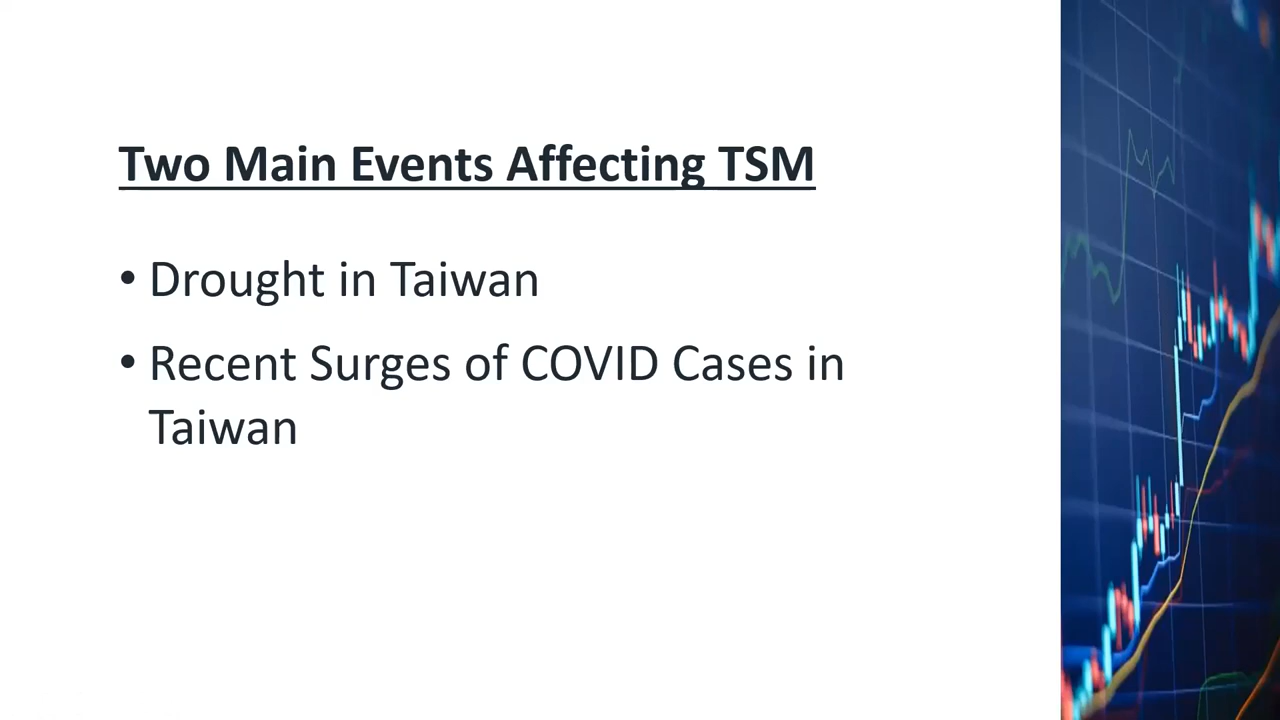 Two Main Events Affecting TSM
• Drought in Taiwan
• Recent Surges of COVID Cases in
Taiwan